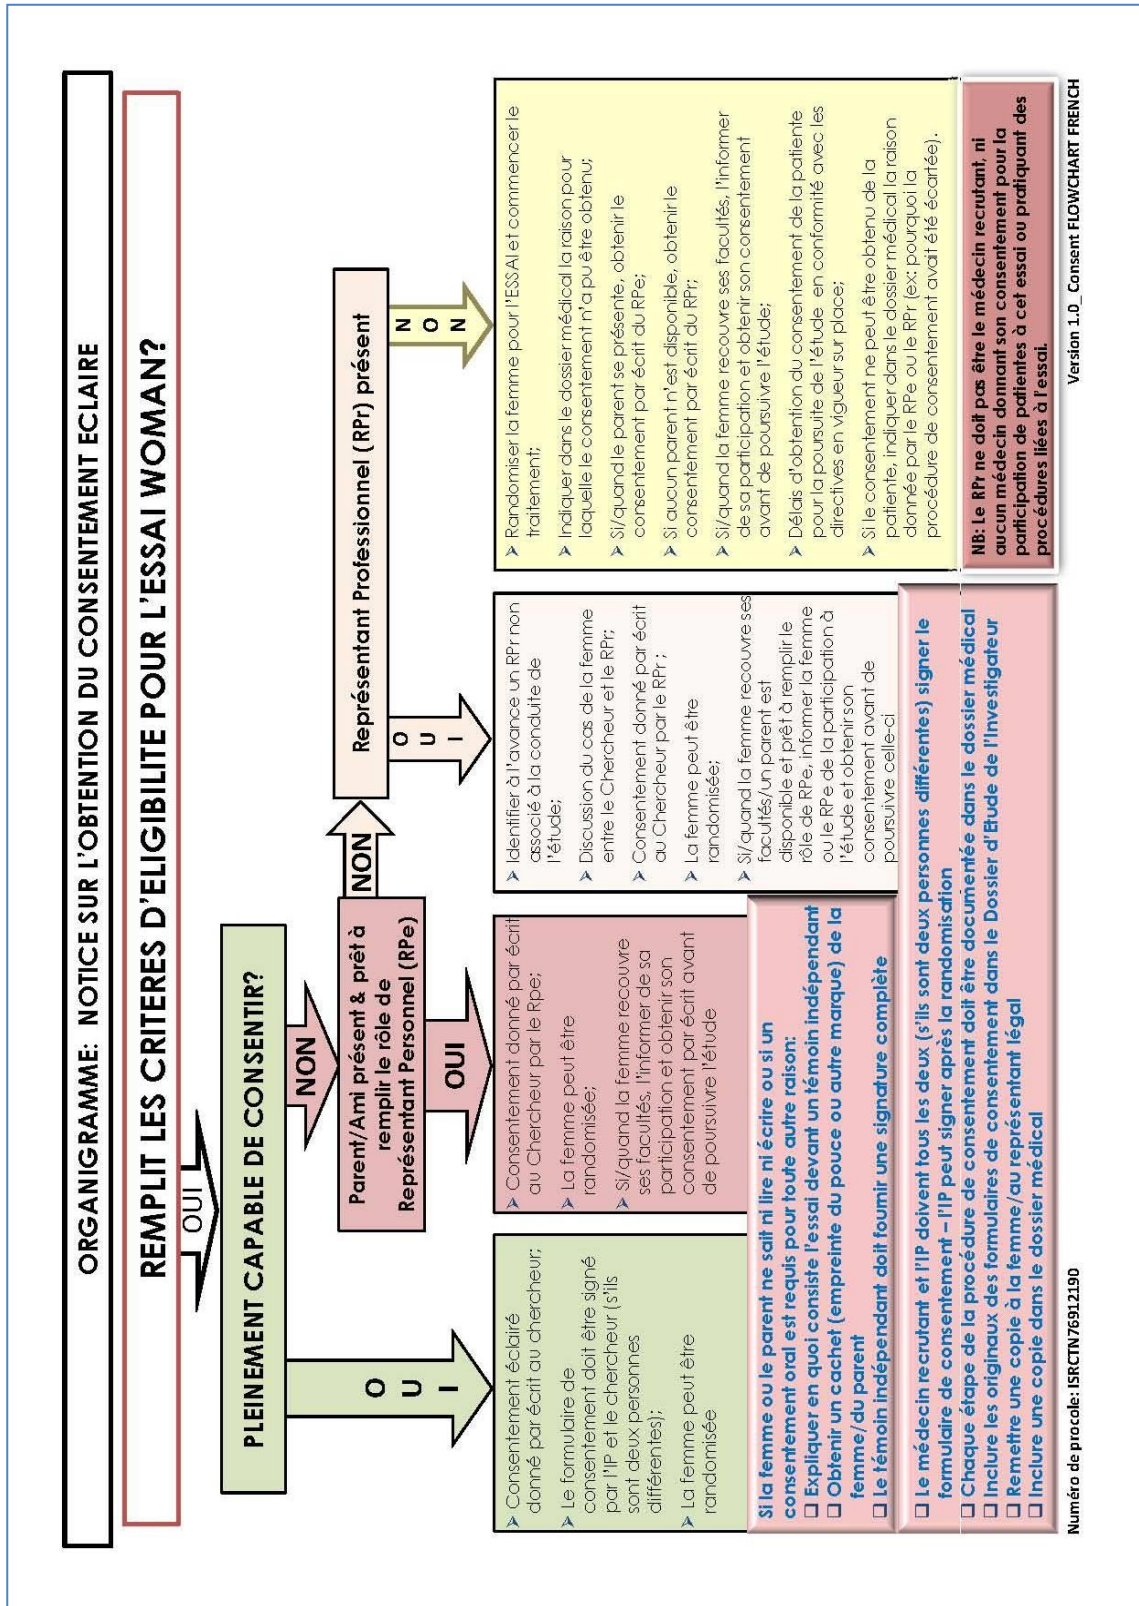 ORGANIGRAMME: NOTICE SUR L'OBTENTION DU CONSENTEMENT ECLAIRE
REMPLIT LES CRITERES D'ELIGIBILITE POUR L'ESSAI WOMAN?
OUI
PLEINEMENT CAPABLE DE CONSENTIR?
NON
Parent/Ami présent & prêt à
remplir le rôle de
Représentant Personnel (RPe)
NON
Représentant Professionnel (RPr) présent
O
U
I
OUI
O
U
I
N
O
N
➢ Consentement éclairé
donné par écrit au chercheur;
➢ Le formulaire de
consentement doit être signé
par l'IP et le chercheur (s'ils
sont deux personnes
différentes);
➢ La femme peut être
randomisée
➢ Consentement donné par écrit
au Chercheur par le Rpe;
➢ La femme peut être
randomisée;
➢ Si/quand la femme recouvre
ses facultés, l'informer de sa
participation et obtenir son
consentement par écrit avant
de poursuivre l'étude
➢ Identifier à l'avance un RPr non
associé à la conduite de
l'étude;
➢ Discussion du cas de la femme
entre le Chercheur et le RPr;
➢ Consentement donné par écrit
au Chercheur par le RPr ;
➢ La femme peut être
randomisée;
➢ Si/quand la femme recouvre ses
facultés/un parent est
disponible et prêt à remplir le
rôle de RPe, informer la femme
ou le RPe de la participation à
l'étude et obtenir son
consentement avant de
poursuivre celle-ci
➢ Randomiser la femme pour l'ESSAI et commencer le
traitement;
➢ Indiquer dans le dossier médical la raison pour
laquelle le consentement n'a pu être obtenu;
➢ Si/quand le parent se présente, obtenir le
consentement par écrit du RPe;
➢ Si aucun parent n'est disponible, obtenir le
consentement par écrit du RPr;
➢ Si/quand la femme recouvre ses facultés, l'informer
de sa participation et obtenir son consentement
avant de poursuivre l'étude;
➢ Délais d'obtention du consentement de la patiente
pour la poursuite de l'étude en conformité avec les
directives en vigueur sur place;
➢ Si le consentement ne peut être obtenu de la
patiente, indiquer dans le dossier médical la raison
donnée par le RPe ou le RPr (ex: pourquoi la
procédure de consentement avait été écartée).
Si la femme ou le parent ne sait ni lire ni écrire ou si un
consentement oral est requis pour toute autre raison:
❑ Expliquer en quoi consiste l'essai devant un témoin indépendant
❑ Obtenir un cachet (empreinte du pouce ou autre marque) de la
femme/du parent
❑ Le témoin indépendant doit fournir une signature complète
❑ Le médecin recrutant et l'IP doivent tous les deux (s'ils sont deux personnes différentes) signer le
formulaire de consentement – l'IP peut signer après la randomisation
❑ Chaque étape de la procédure de consentement doit être documentée dans le dossier médical
❑ Inclure les originaux des formulaires de consentement dans le Dossier d'Etude de l'Investigateur
❑ Remettre une copie à la femme/au représentant légal
❑ Inclure une copie dans le dossier médical
NB: Le RPr ne doit pas être le médecin recrutant, ni
aucun médecin donnant son consentement pour la
participation de patientes à cet essai ou pratiquant des
procédures liées à l'essai.
Numéro de procole: ISRCTN76912190
Version 1.0_ Consent FLOWCHART FRENCH